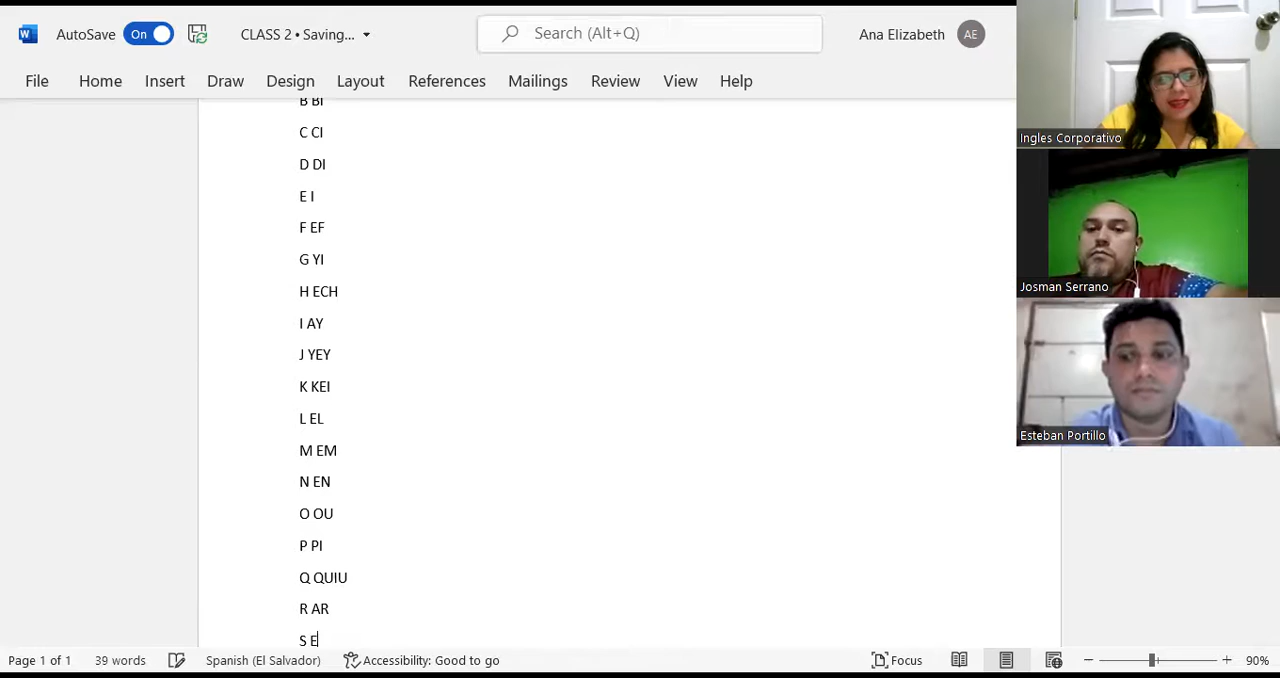 AutoSave On CLASS 2 • Saving... Search (Alt+Q) Ana Elizabeth AE
File Home Insert Draw Design Layout References Mailings Review View Help
B BI
C CI
D DI
E I
F EF
G YI
H ECH
I AY
J YEY
K KEI
L EL
M EM
N EN
O OU
P PI
Q QUIU
R AR
S E
Ingles Corporativo
Josman Serrano
Esteban Portillo
Page 1 of 1 39 words Spanish (El Salvador) Accessibility: Good to go Focus 90%